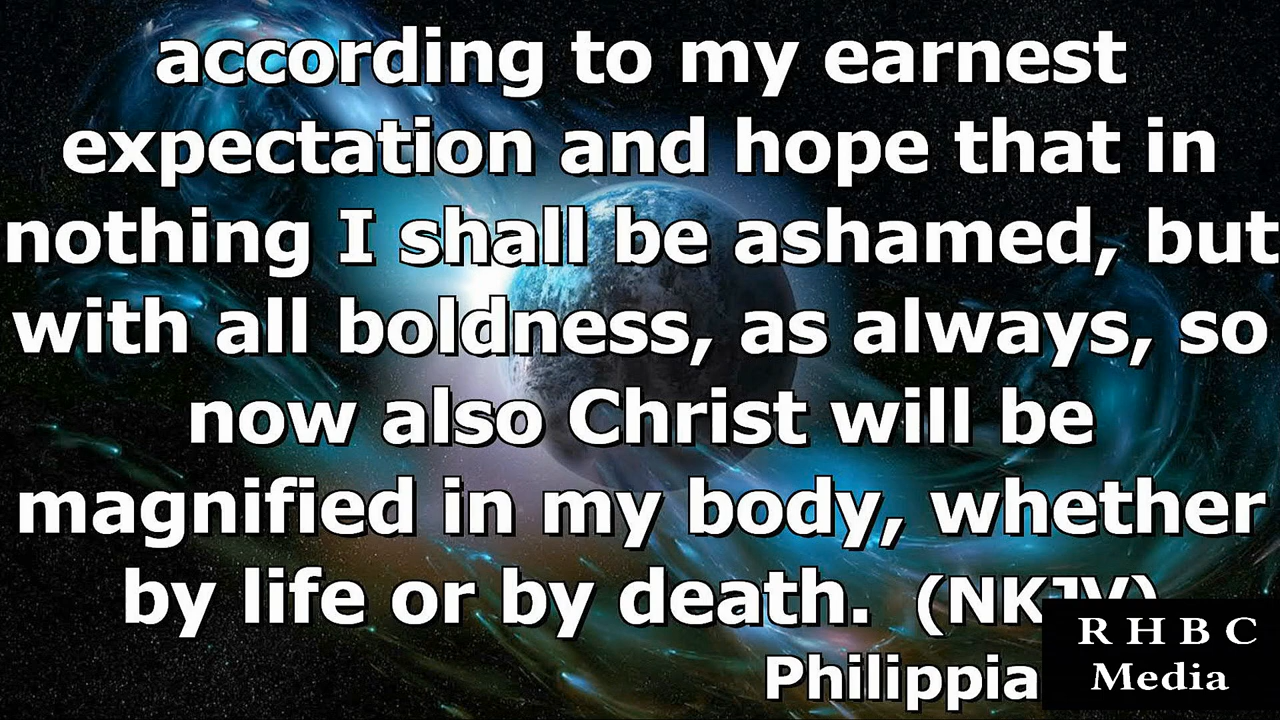 according to my earnest
expectation and hope that in
nothing I shall be ashamed, but
with all boldness, as always, so
now also Christ will be
magnified in my body, whether
by life or by death. (NKJV)
R H B C
Philippia
Media